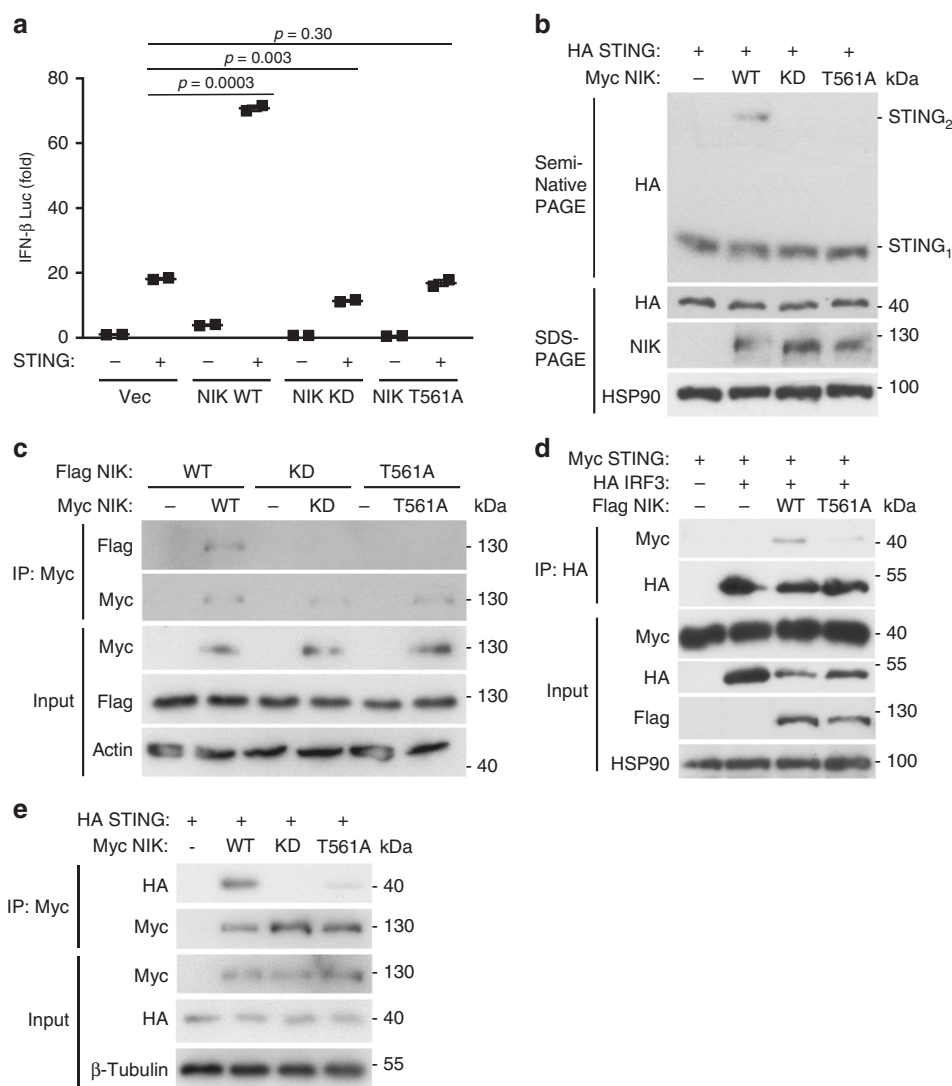 a
p = 0.30
p = 0.003
p = 0.0003
80
60
40
20
0
IFN-β Luc (fold)
STING: – + – + – + – +
Vec NIK WT NIK KD NIK T561A
b
HA STING: + + + +
Myc NIK: – WT KD T561A kDa
Semi-
Native
PAGE
HA
- STING2
- STING1
SDS-
PAGE
HA - 40
NIK - 130
HSP90 - 100
c
Flag NIK: WT KD T561A
Myc NIK: – WT – KD – T561A kDa
IP: Myc
Flag - 130
Myc - 130
Input
Myc - 130
Flag - 130
Actin - 40
d
Myc STING: + + + +
HA IRF3: – + + +
Flag NIK: – – WT T561A kDa
IP: HA
Myc - 40
HA - 55
Input
Myc - 40
HA - 55
Flag - 130
HSP90 - 100
e
HA STING: + + + +
Myc NIK: - WT KD T561A kDa
IP: Myc
HA - 40
Myc - 130
Input
Myc - 130
HA - 40
β-Tubulin - 55